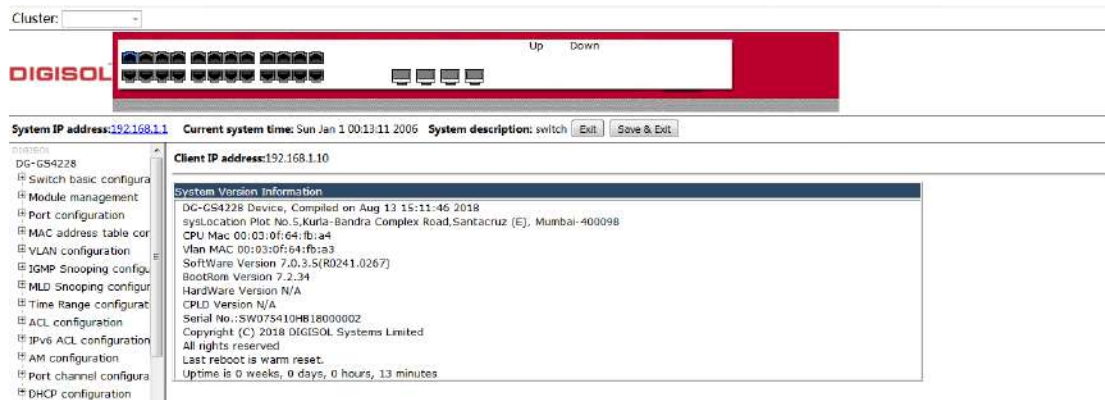 Cluster:
Up Down
DIGISOL
System IP address:192.168.1.1 Current system time: Sun Jan 1 00:13:11 2006 System description: switch Exit Save & Exit
DIGISOL
DG-GS4228
Switch basic configura
Module management
Port configuration
MAC address table cor
VLAN configuration
IGMP Snooping configu
MLD Snooping configur
Time Range configurat
ACL configuration
IPv6 ACL configuration
AM configuration
Port channel configura
DHCP configuration
Client IP address:192.168.1.10
System Version Information
DG-GS4228 Device, Compiled on Aug 13 15:11:46 2018
sysLocation Plot No.5,Kurla-Bandra Complex Road,Santacruz (E), Mumbai-400098
CPU Mac 00:03:0f:64:fb:a4
Vlan MAC 00:03:0f:64:fb:a3
SoftWare Version 7.0.3.5(R0241.0267)
BootRom Version 7.2.34
HardWare Version N/A
CPLD Version N/A
Serial No.:SW075410HB18000002
Copyright (C) 2018 DIGISOL Systems Limited
All rights reserved
Last reboot is warm reset.
Uptime is 0 weeks, 0 days, 0 hours, 13 minutes